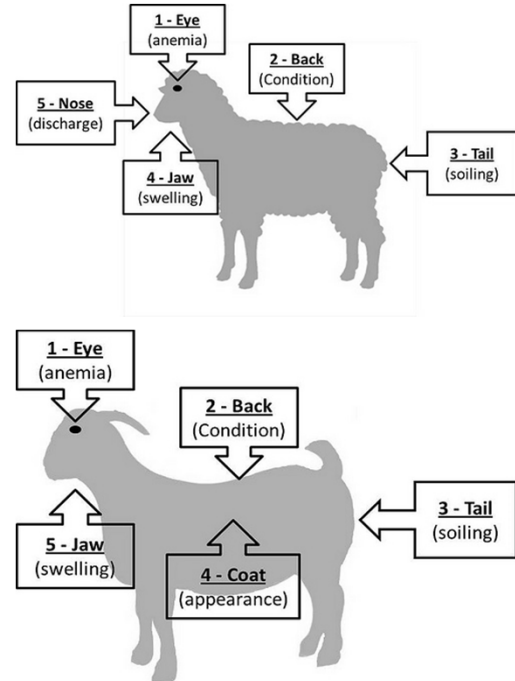 1 - Eye
(anemia)
2 - Back
(Condition)
5 - Nose
(discharge)
3 - Tail
(soiling)
4 - Jaw
(swelling)
1 - Eye
(anemia)
2 - Back
(Condition)
3 - Tail
(soiling)
5 - Jaw
(swelling)
4 - Coat
(appearance)